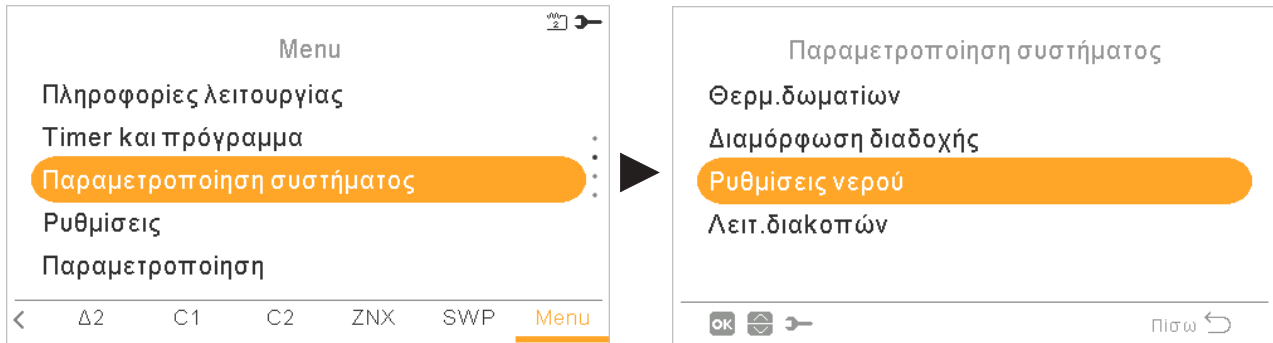 2
Menu
Πληροφορίες λειτουργίας
Timer και πρόγραμμα
Παραμετροποίηση συστήματος
Ρυθμίσεις
Παραμετροποίηση
< Δ2 C1 C2 ZNX SWP Menu
Παραμετροποίηση συστήματος
Θερμ.δωματίων
Διαμόρφωση διαδοχής
Ρυθμίσεις νερού
Λειτ.διακοπών
OK Πίσω